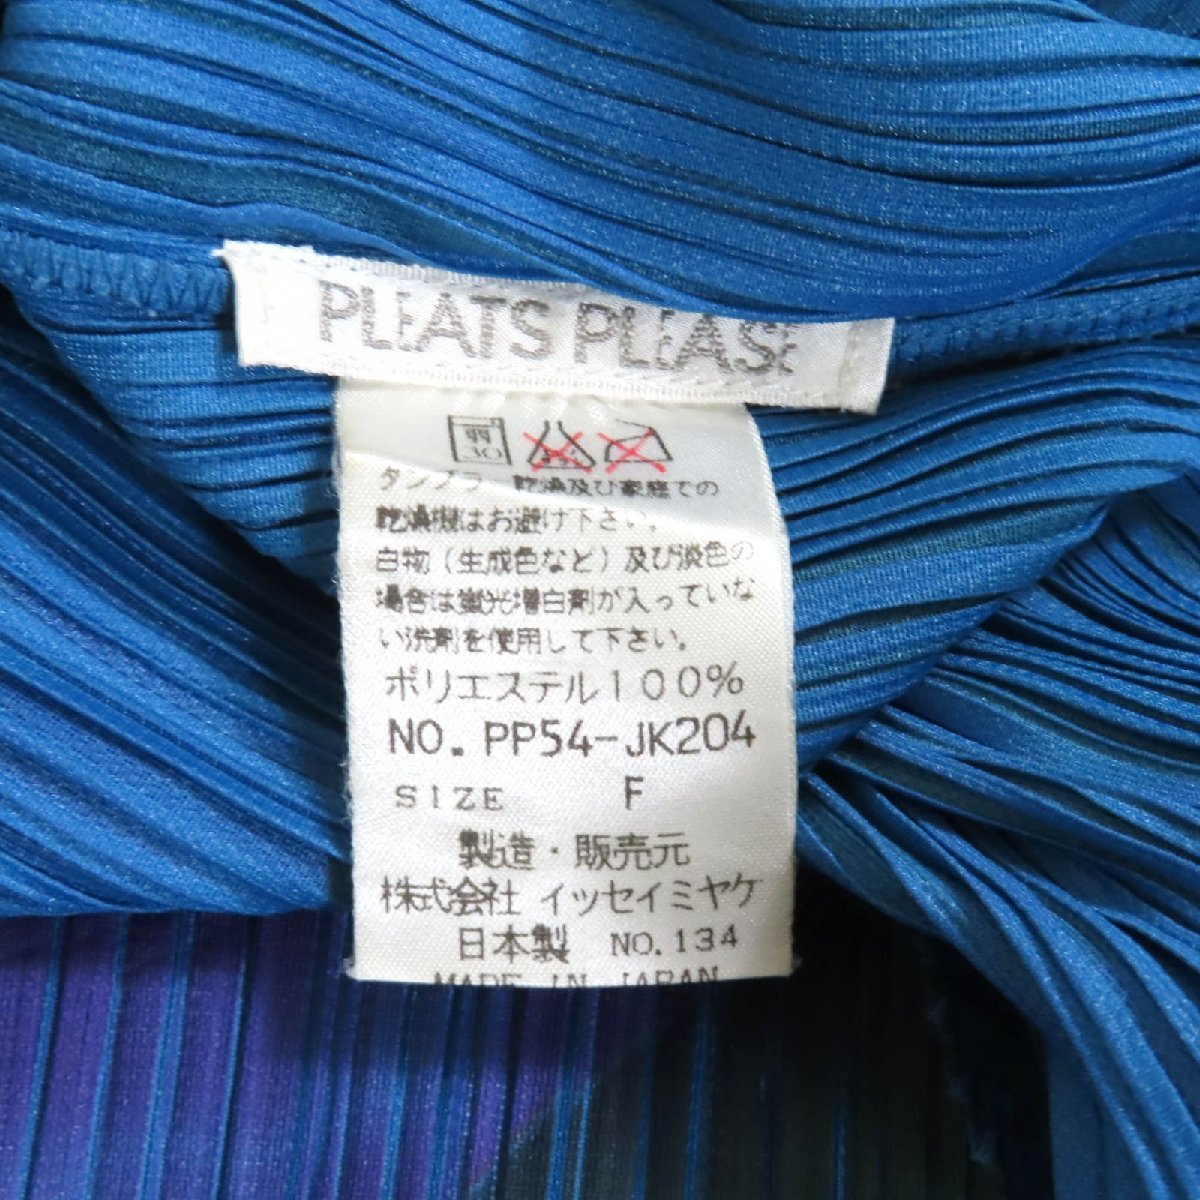 PLEATS PLEASE
30
タンブラー乾燥及び家庭での
乾燥機はお避け下さい。
白物(生成色など)及び淡色の
場合は蛍光増白剤が入っていな
い洗剤を使用して下さい。
ポリエステル100%
NO. PP54-JK204
SIZE F
製造・販売元
株式会社 イッセイミヤケ
日本製 NO.134
MADE IN JAPAN